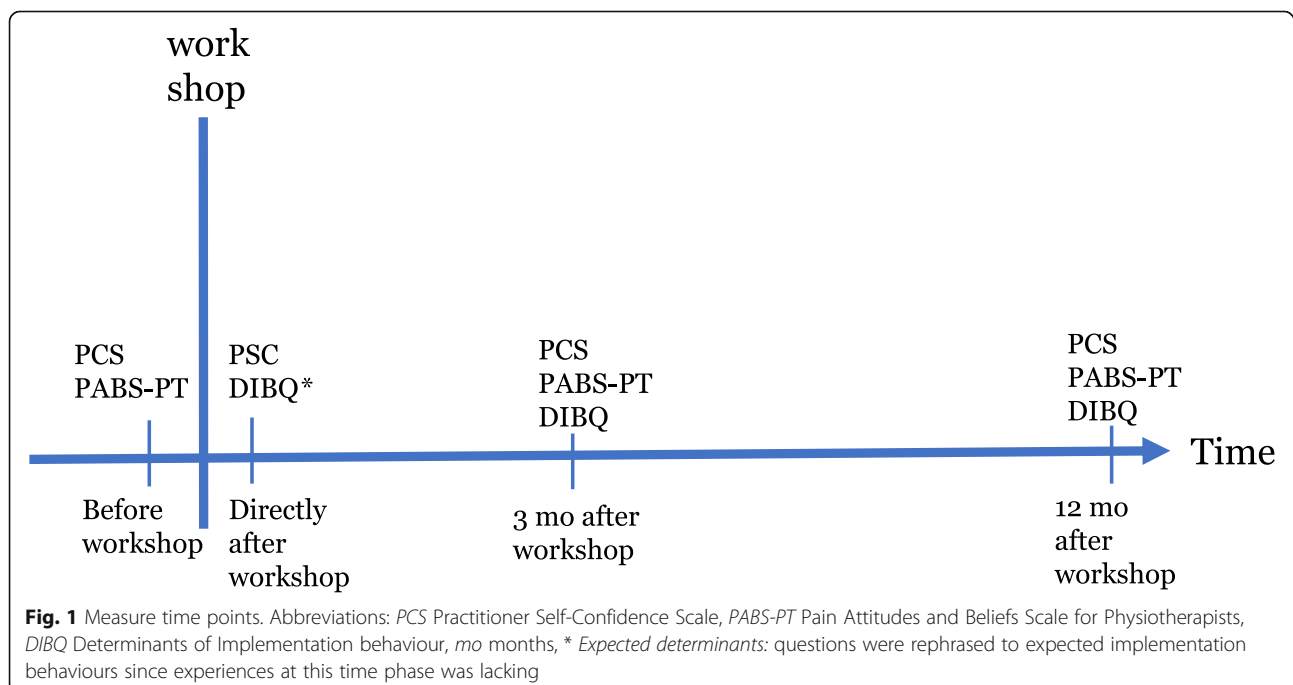 work
shop
PCS
PABS-PT
PSC
DIBQ*
PCS
PABS-PT
DIBQ
PCS
PABS-PT
DIBQ
Time
Before
workshop
Directly
after
workshop
3 mo after
workshop
12 mo
after
workshop
Fig. 1 Measure time points. Abbreviations: PCS Practitioner Self-Confidence Scale, PABS-PT Pain Attitudes and Beliefs Scale for Physiotherapists,
DIBQ Determinants of Implementation behaviour, mo months, * Expected determinants: questions were rephrased to expected implementation
behaviours since experiences at this time phase was lacking